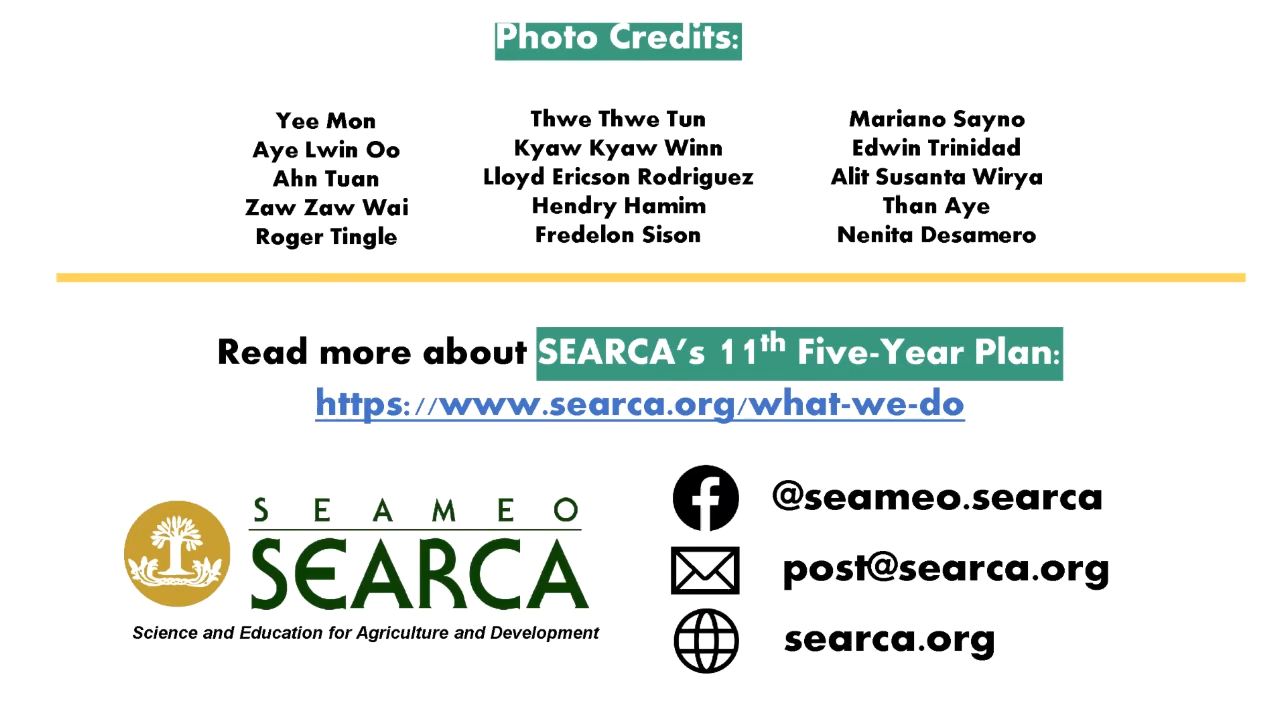 Photo Credits:
Yee Mon
Aye Lwin Oo
Ahn Tuan
Zaw Zaw Wai
Roger Tingle
Thwe Thwe Tun
Kyaw Kyaw Winn
Lloyd Ericson Rodriguez
Hendry Hamim
Fredelon Sison
Mariano Sayno
Edwin Trinidad
Alit Susanta Wirya
Than Aye
Nenita Desamero
Read more about SEARCA’s 11th Five-Year Plan:
https://www.searca.org/what-we-do
SEAMEO
SEARCA
Science and Education for Agriculture and Development
@seameo.searca
post@searca.org
searca.org